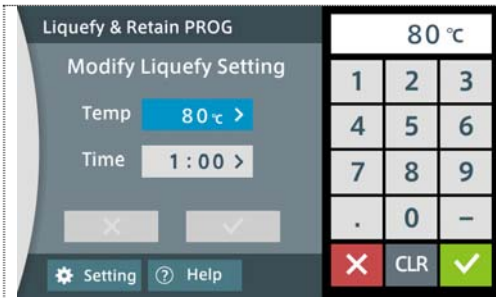 Liquefy & Retain PROG
Modify Liquefy Setting
Temp 80℃ >
Time 1:00 >
Setting ? Help
80 ℃
1 2 3
4 5 6
7 8 9
. 0 –
X CLR ✓